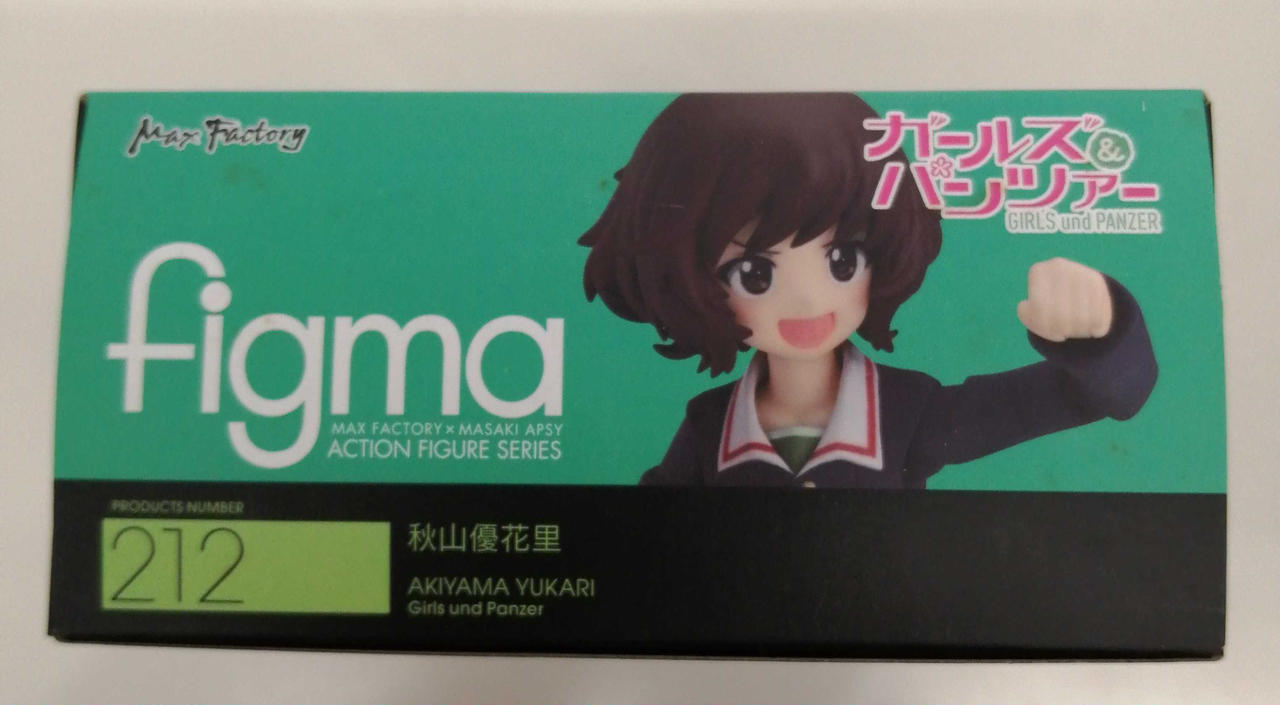 Max Factory
ガールズ&
パンツァー
GIRLS und PANZER
figma
MAX FACTORY×MASAKI APSY
ACTION FIGURE SERIES
PRODUCTS NUMBER
212
秋山優花里
AKIYAMA YUKARI
Girls und Panzer